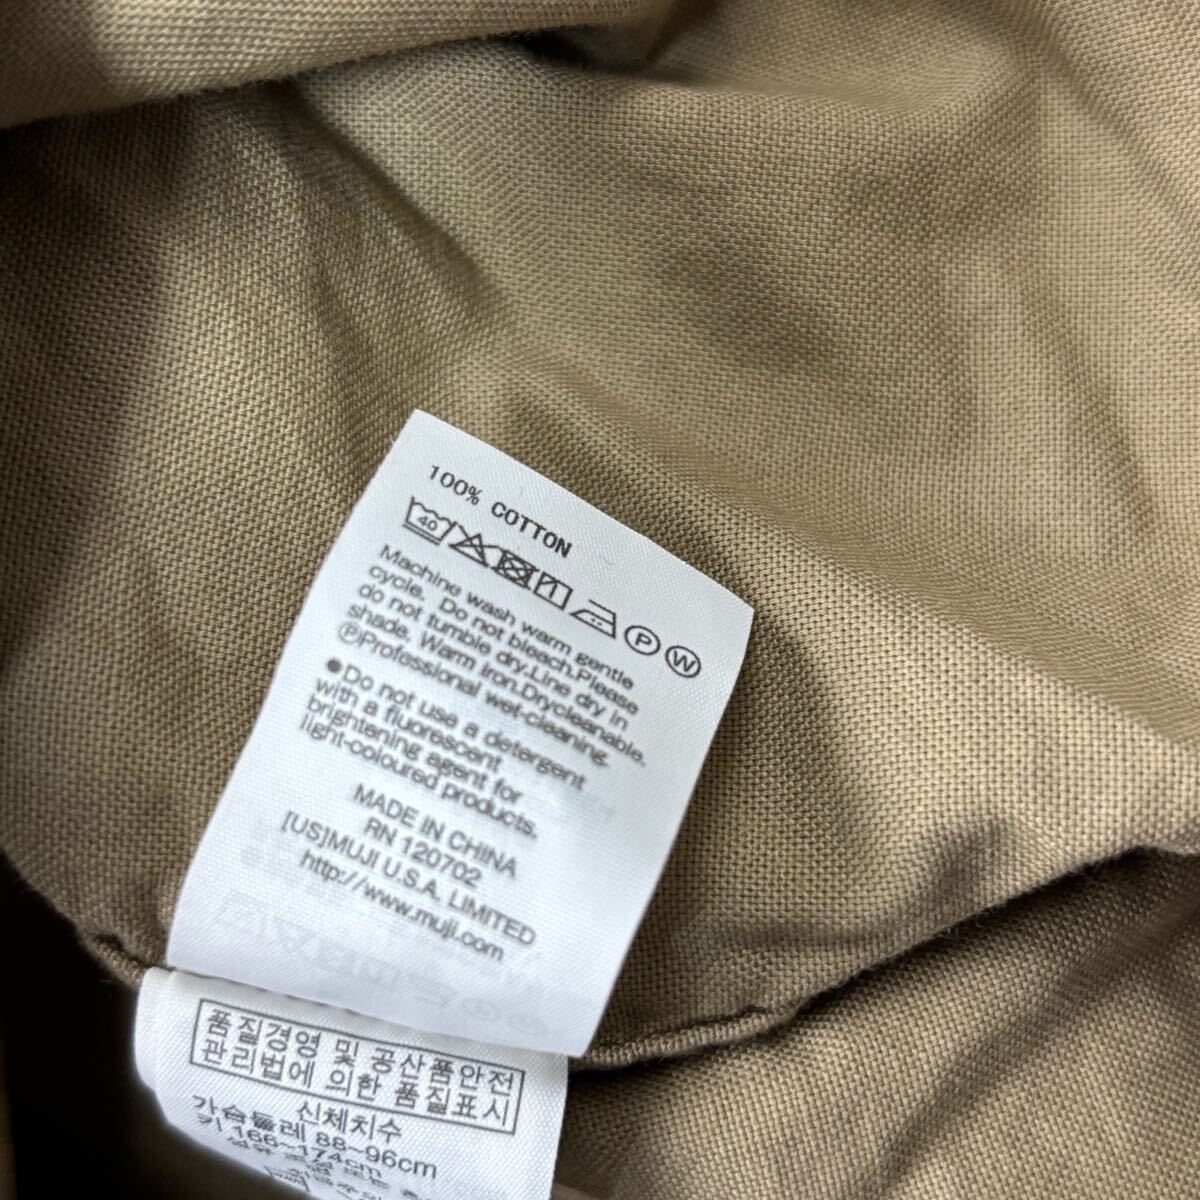 100% COTTON
40
P W
Machine wash warm gentle
cycle. Do not bleach.Please
do not tumble dry.Line dry in
shade. Warm iron.Drycleanable.
ⓅProfessional wet-cleaning.
●Do not use a detergent
with a fluorescent
brightening agent for
light-coloured products.
MADE IN CHINA
RN 120702
[US]MUJI U.S.A. LIMITED
http://www.muji.com
품질경영 및 공산품안전
관리법에 의한 품질표시
신체치수
가슴둘레 88~96cm
키 166~174cm